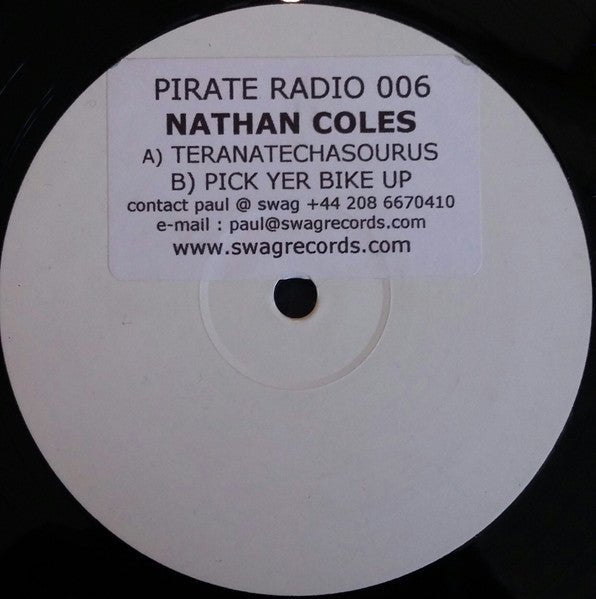 PIRATE RADIO 006
NATHAN COLES
A) TERANATECHASOURUS
B) PICK YER BIKE UP
contact paul @ swag +44 208 6670410
e-mail : paul@swagrecords.com
www.swagrecords.com